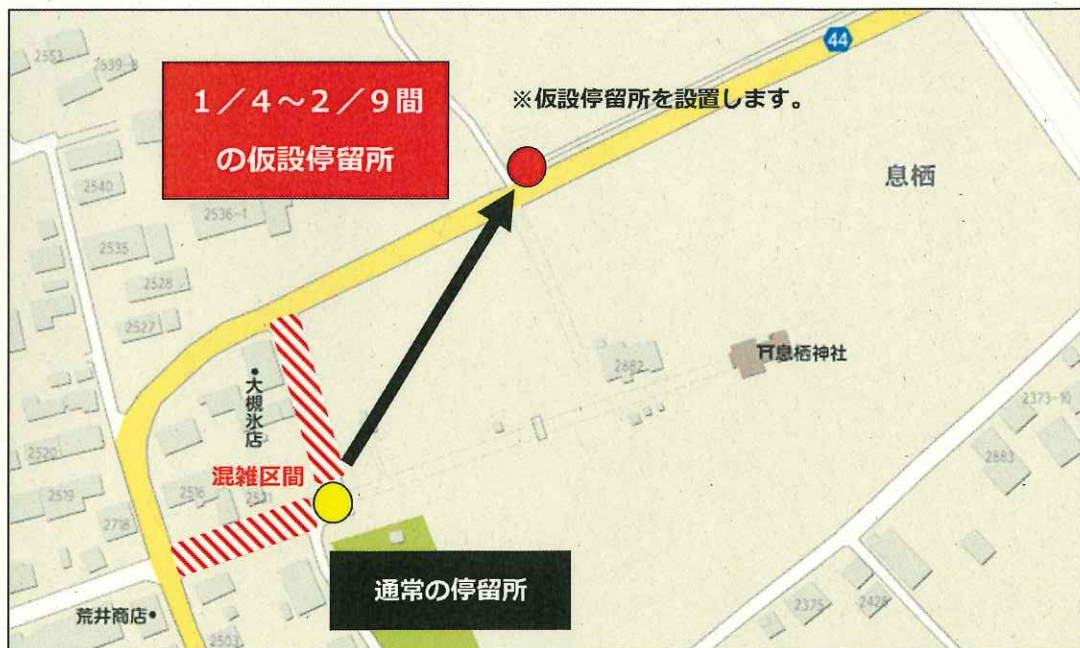 2553
2539-3
44
1／4～2／9間
の仮設停留所
※仮設停留所を設置します。
息栖
2540
2536-1
2535
2528
2527
大槻氷店
2682
息栖神社
2373-10
2520
混雑区間
2883
2519
2516
2521
2718
通常の停留所
荒井商店
2375
2425
2503